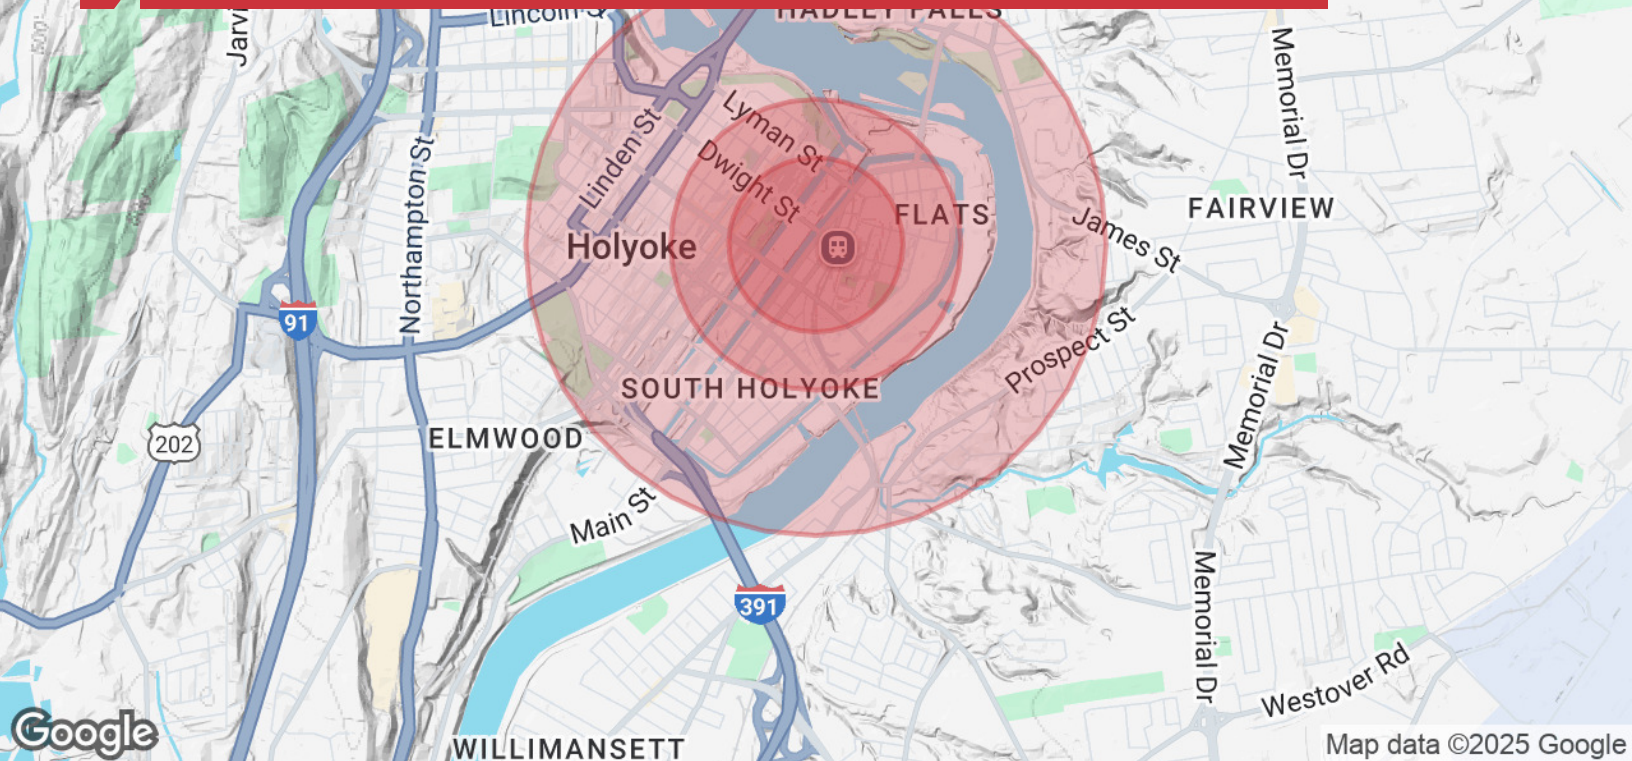 HADLEY FALLS
Lincoln St
Jarvi
Memorial Dr
Lyman St
Linden St
Dwight St
Northampton St
FLATS
FAIRVIEW
James St
Holyoke
91
Prospect St
Memorial Dr
SOUTH HOLYOKE
202
ELMWOOD
Main St
391
Memorial Dr
Westover Rd
Google
WILLIMANSETT
Map data ©2025 Google